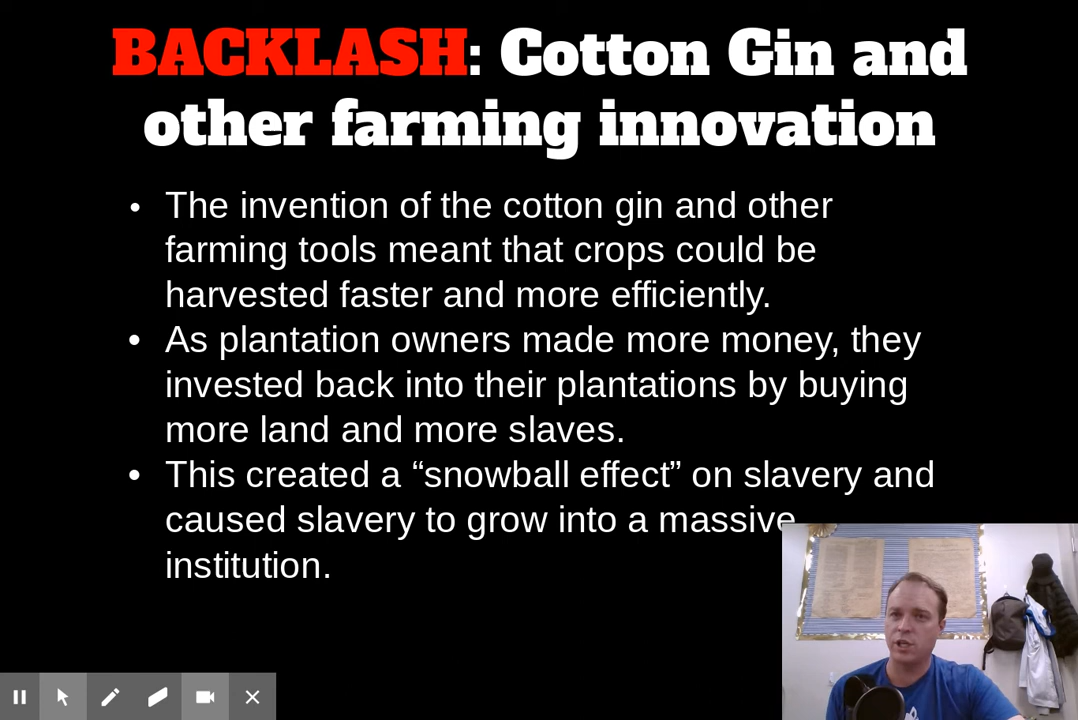 BACKLASH: Cotton Gin and
other farming innovation
• The invention of the cotton gin and other
farming tools meant that crops could be
harvested faster and more efficiently.
• As plantation owners made more money, they
invested back into their plantations by buying
more land and more slaves.
• This created a “snowball effect” on slavery and
caused slavery to grow into a massive
institution.